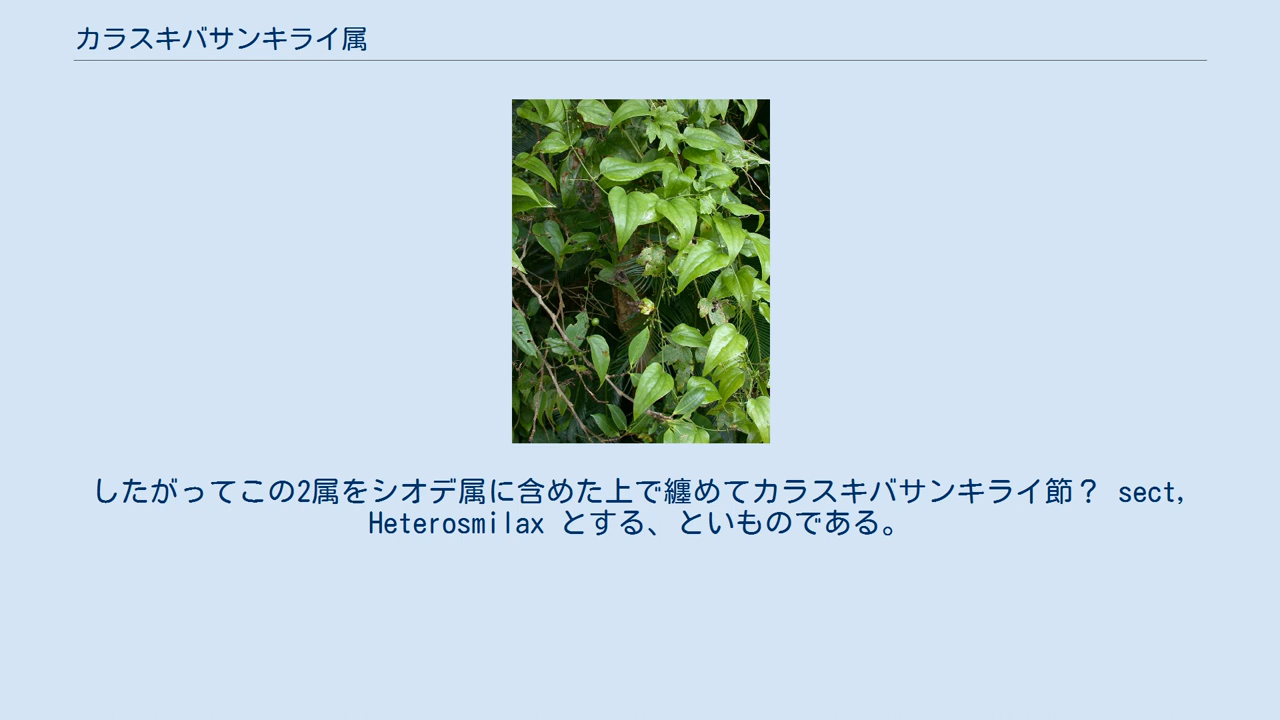 カラスキバサンキライ属
したがってこの2属をシオデ属に含めた上で纏めてカラスキバサンキライ節？ sect,
Heterosmilax とする、といものである。